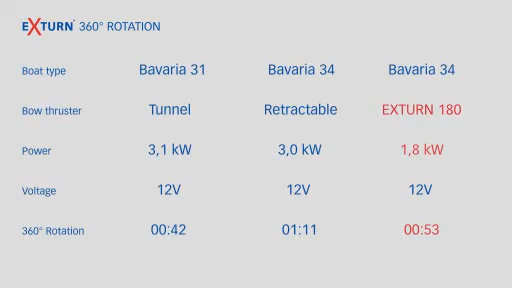 EXTURN™ 360° ROTATION
Boat type Bavaria 31 Bavaria 34 Bavaria 34
Bow thruster Tunnel Retractable EXTURN 180
Power 3,1 kW 3,0 kW 1,8 kW
Voltage 12V 12V 12V
360° Rotation 00:42 01:11 00:53